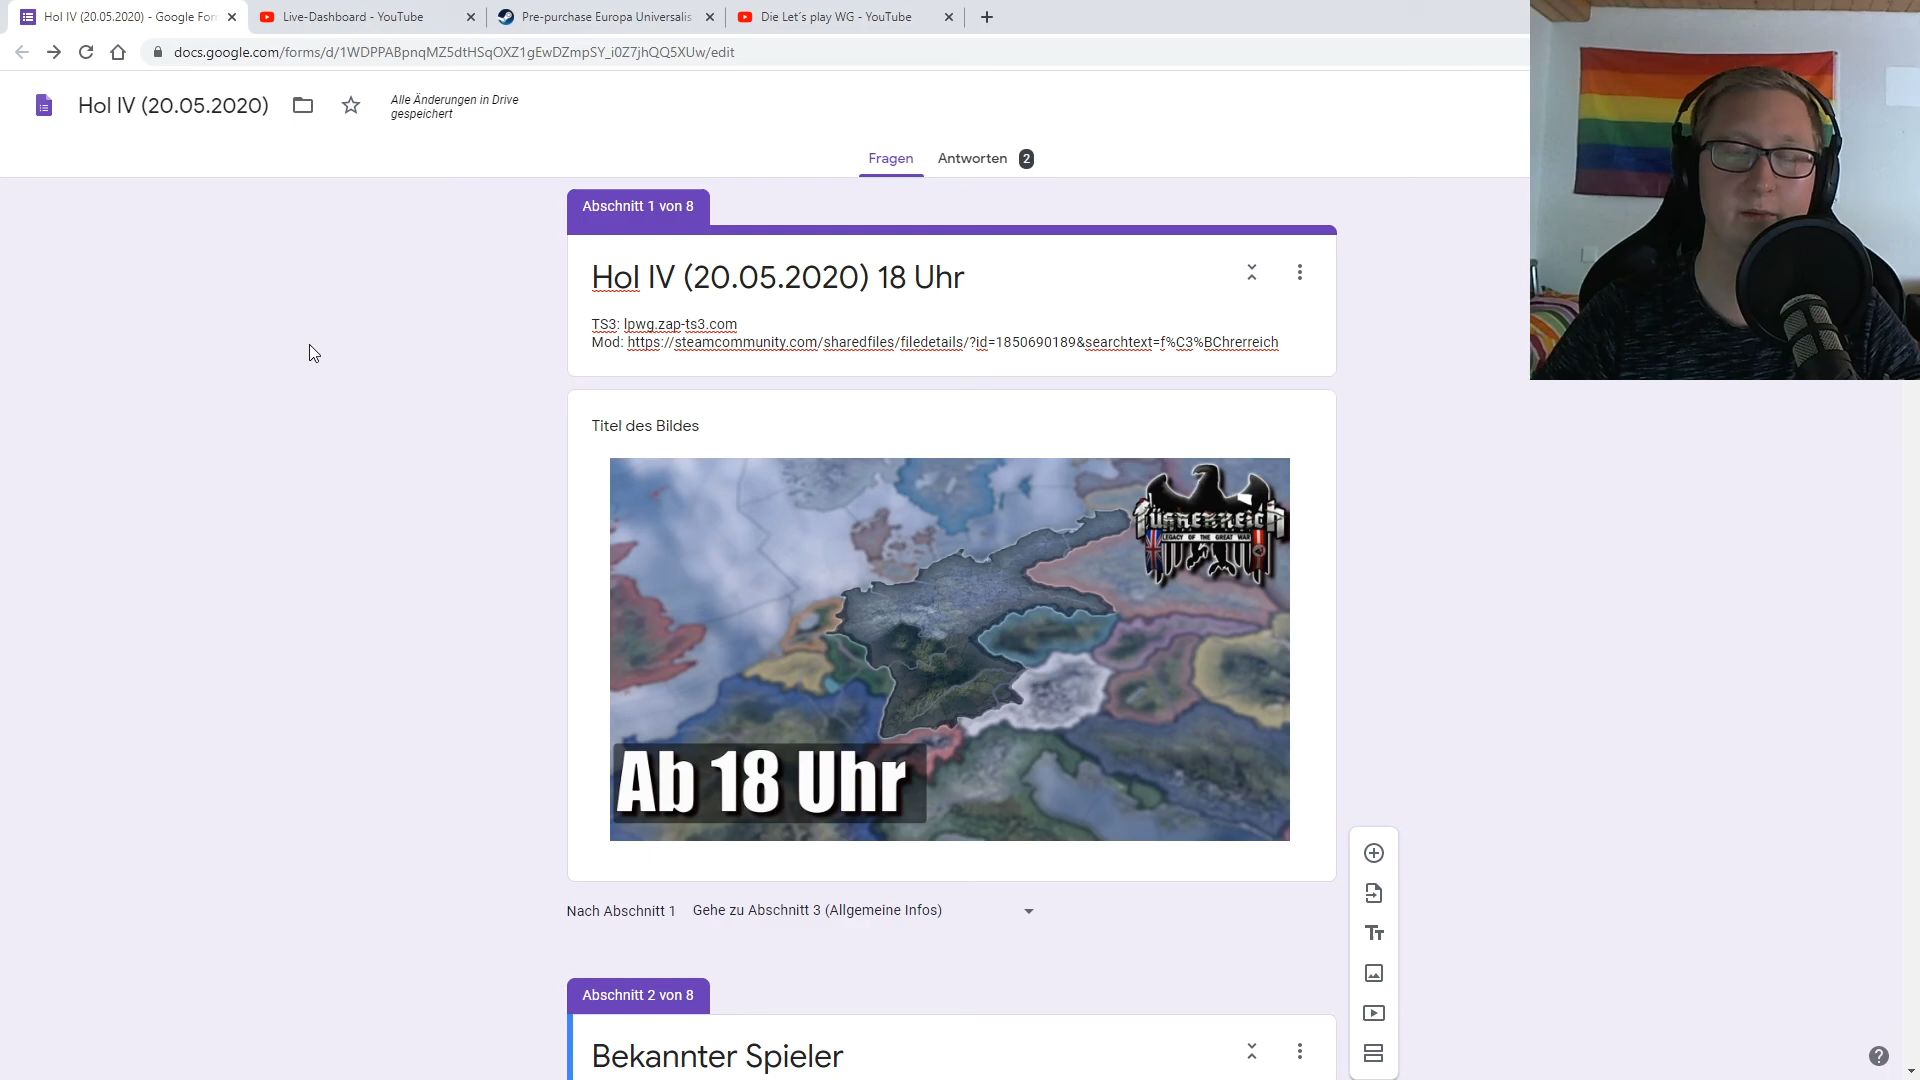 HoI IV (20.05.2020) - Google For
Live-Dashboard - YouTube
Pre-purchase Europa Universalis
Die Let´s play WG - YouTube
docs.google.com/forms/d/1WDPPABpnqMZ5dtHSqOXZ1gEwDZmpSY_i0Z7jhQQ5XUw/edit
HoI IV (20.05.2020)
Alle Änderungen in Drive
gespeichert
Fragen
Antworten 2
Abschnitt 1 von 8
HoI IV (20.05.2020) 18 Uhr
TS3: lpwg.zap-ts3.com
Mod: https://steamcommunity.com/sharedfiles/filedetails/?id=1850690189&searchtext=f%C3%BChrerreich
Titel des Bildes
FÜHRERREICH
LEGACY OF THE GREAT WAR
Ab 18 Uhr
Nach Abschnitt 1 Gehe zu Abschnitt 3 (Allgemeine Infos)
Abschnitt 2 von 8
Bekannter Spieler